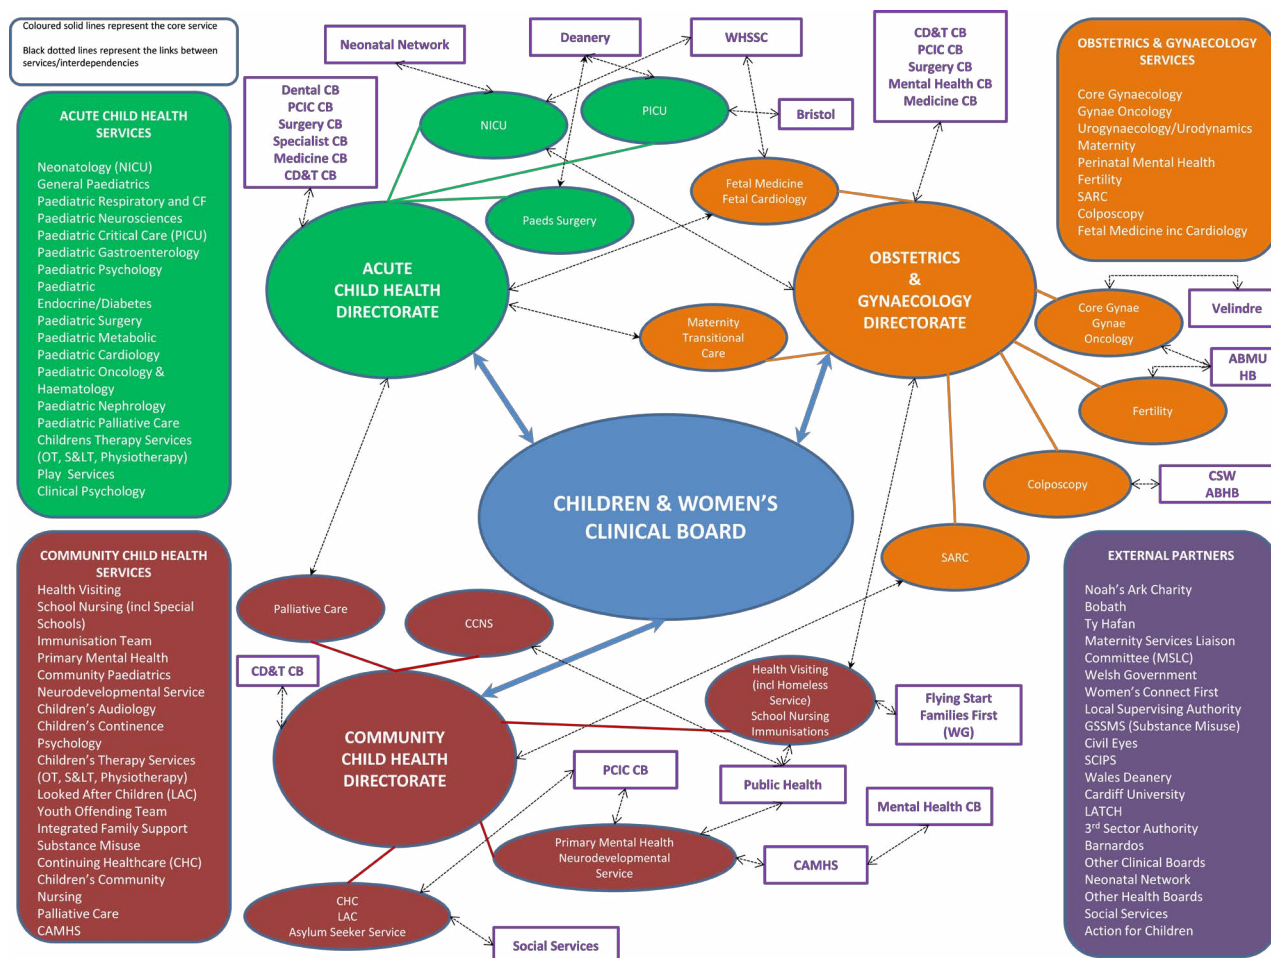 Coloured solid lines represent the core service
Black dotted lines represent the links between
services/interdependencies
ACUTE CHILD HEALTH
SERVICES
Neonatology (NICU)
General Paediatrics
Paediatric Respiratory and CF
Paediatric Neurosciences
Paediatric Critical Care (PICU)
Paediatric Gastroenterology
Paediatric Psychology
Paediatric
Endocrine/Diabetes
Paediatric Surgery
Paediatric Metabolic
Paediatric Cardiology
Paediatric Oncology &
Haematology
Paediatric Nephrology
Paediatric Palliative Care
Childrens Therapy Services
(OT, S&LT, Physiotherapy)
Play Services
Clinical Psychology
COMMUNITY CHILD HEALTH
SERVICES
Health Visiting
School Nursing (incl Special
Schools)
Immunisation Team
Primary Mental Health
Community Paediatrics
Neurodevelopmental Service
Children's Audiology
Children's Continence
Psychology
Children's Therapy Services
(OT, S&LT, Physiotherapy)
Looked After Children (LAC)
Youth Offending Team
Integrated Family Support
Substance Misuse
Continuing Healthcare (CHC)
Children's Community
Nursing
Palliative Care
CAMHS
Neonatal Network
Deanery
WHSSC
Dental CB
PCIC CB
Surgery CB
Specialist CB
Medicine CB
CD&T CB
NICU
PICU
Bristol
Paeds Surgery
Fetal Medicine
Fetal Cardiology
CD&T CB
PCIC CB
Surgery CB
Mental Health CB
Medicine CB
ACUTE
CHILD HEALTH
DIRECTORATE
OBSTETRICS
&
GYNAECOLOGY
DIRECTORATE
Maternity
Transitional
Care
Core Gynae
Gynae
Oncology
Velindre
ABMU
HB
Fertility
Colposcopy
CSW
ABHB
SARC
CHILDREN & WOMEN'S
CLINICAL BOARD
Palliative Care
CCNS
CD&T CB
COMMUNITY
CHILD HEALTH
DIRECTORATE
Health Visiting
(incl Homeless
Service)
School Nursing
Immunisations
Flying Start
Families First
(WG)
PCIC CB
Public Health
Mental Health CB
Primary Mental Health
Neurodevelopmental
Service
CAMHS
CHC
LAC
Asylum Seeker Service
Social Services
OBSTETRICS & GYNAECOLOGY
SERVICES
Core Gynaecology
Gynae Oncology
Urogynaecology/Urodynamics
Maternity
Perinatal Mental Health
Fertility
SARC
Colposcopy
Fetal Medicine inc Cardiology
EXTERNAL PARTNERS
Noah's Ark Charity
Bobath
Ty Hafan
Maternity Services Liaison
Committee (MSLC)
Welsh Government
Women's Connect First
Local Supervising Authority
GSSMS (Substance Misuse)
Civil Eyes
SCIPS
Wales Deanery
Cardiff University
LATCH
3rd Sector Authority
Barnardos
Other Clinical Boards
Neonatal Network
Other Health Boards
Social Services
Action for Children